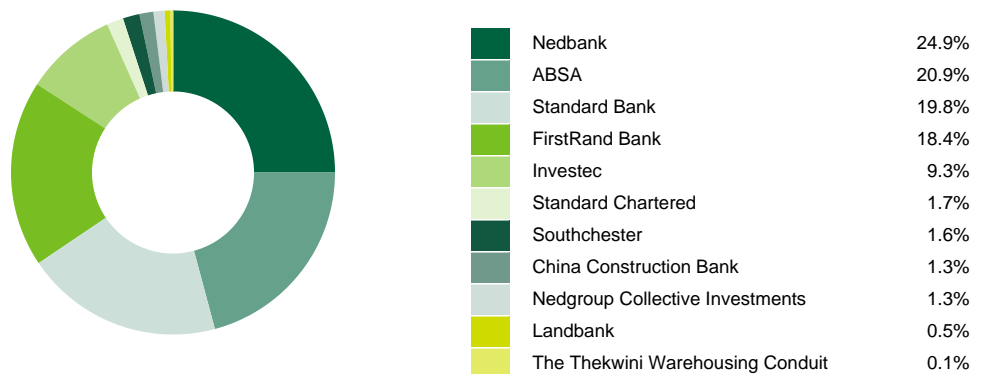 Nedbank 24.9%
ABSA 20.9%
Standard Bank 19.8%
FirstRand Bank 18.4%
Investec 9.3%
Standard Chartered 1.7%
Southchester 1.6%
China Construction Bank 1.3%
Nedgroup Collective Investments 1.3%
Landbank 0.5%
The Thekwini Warehousing Conduit 0.1%